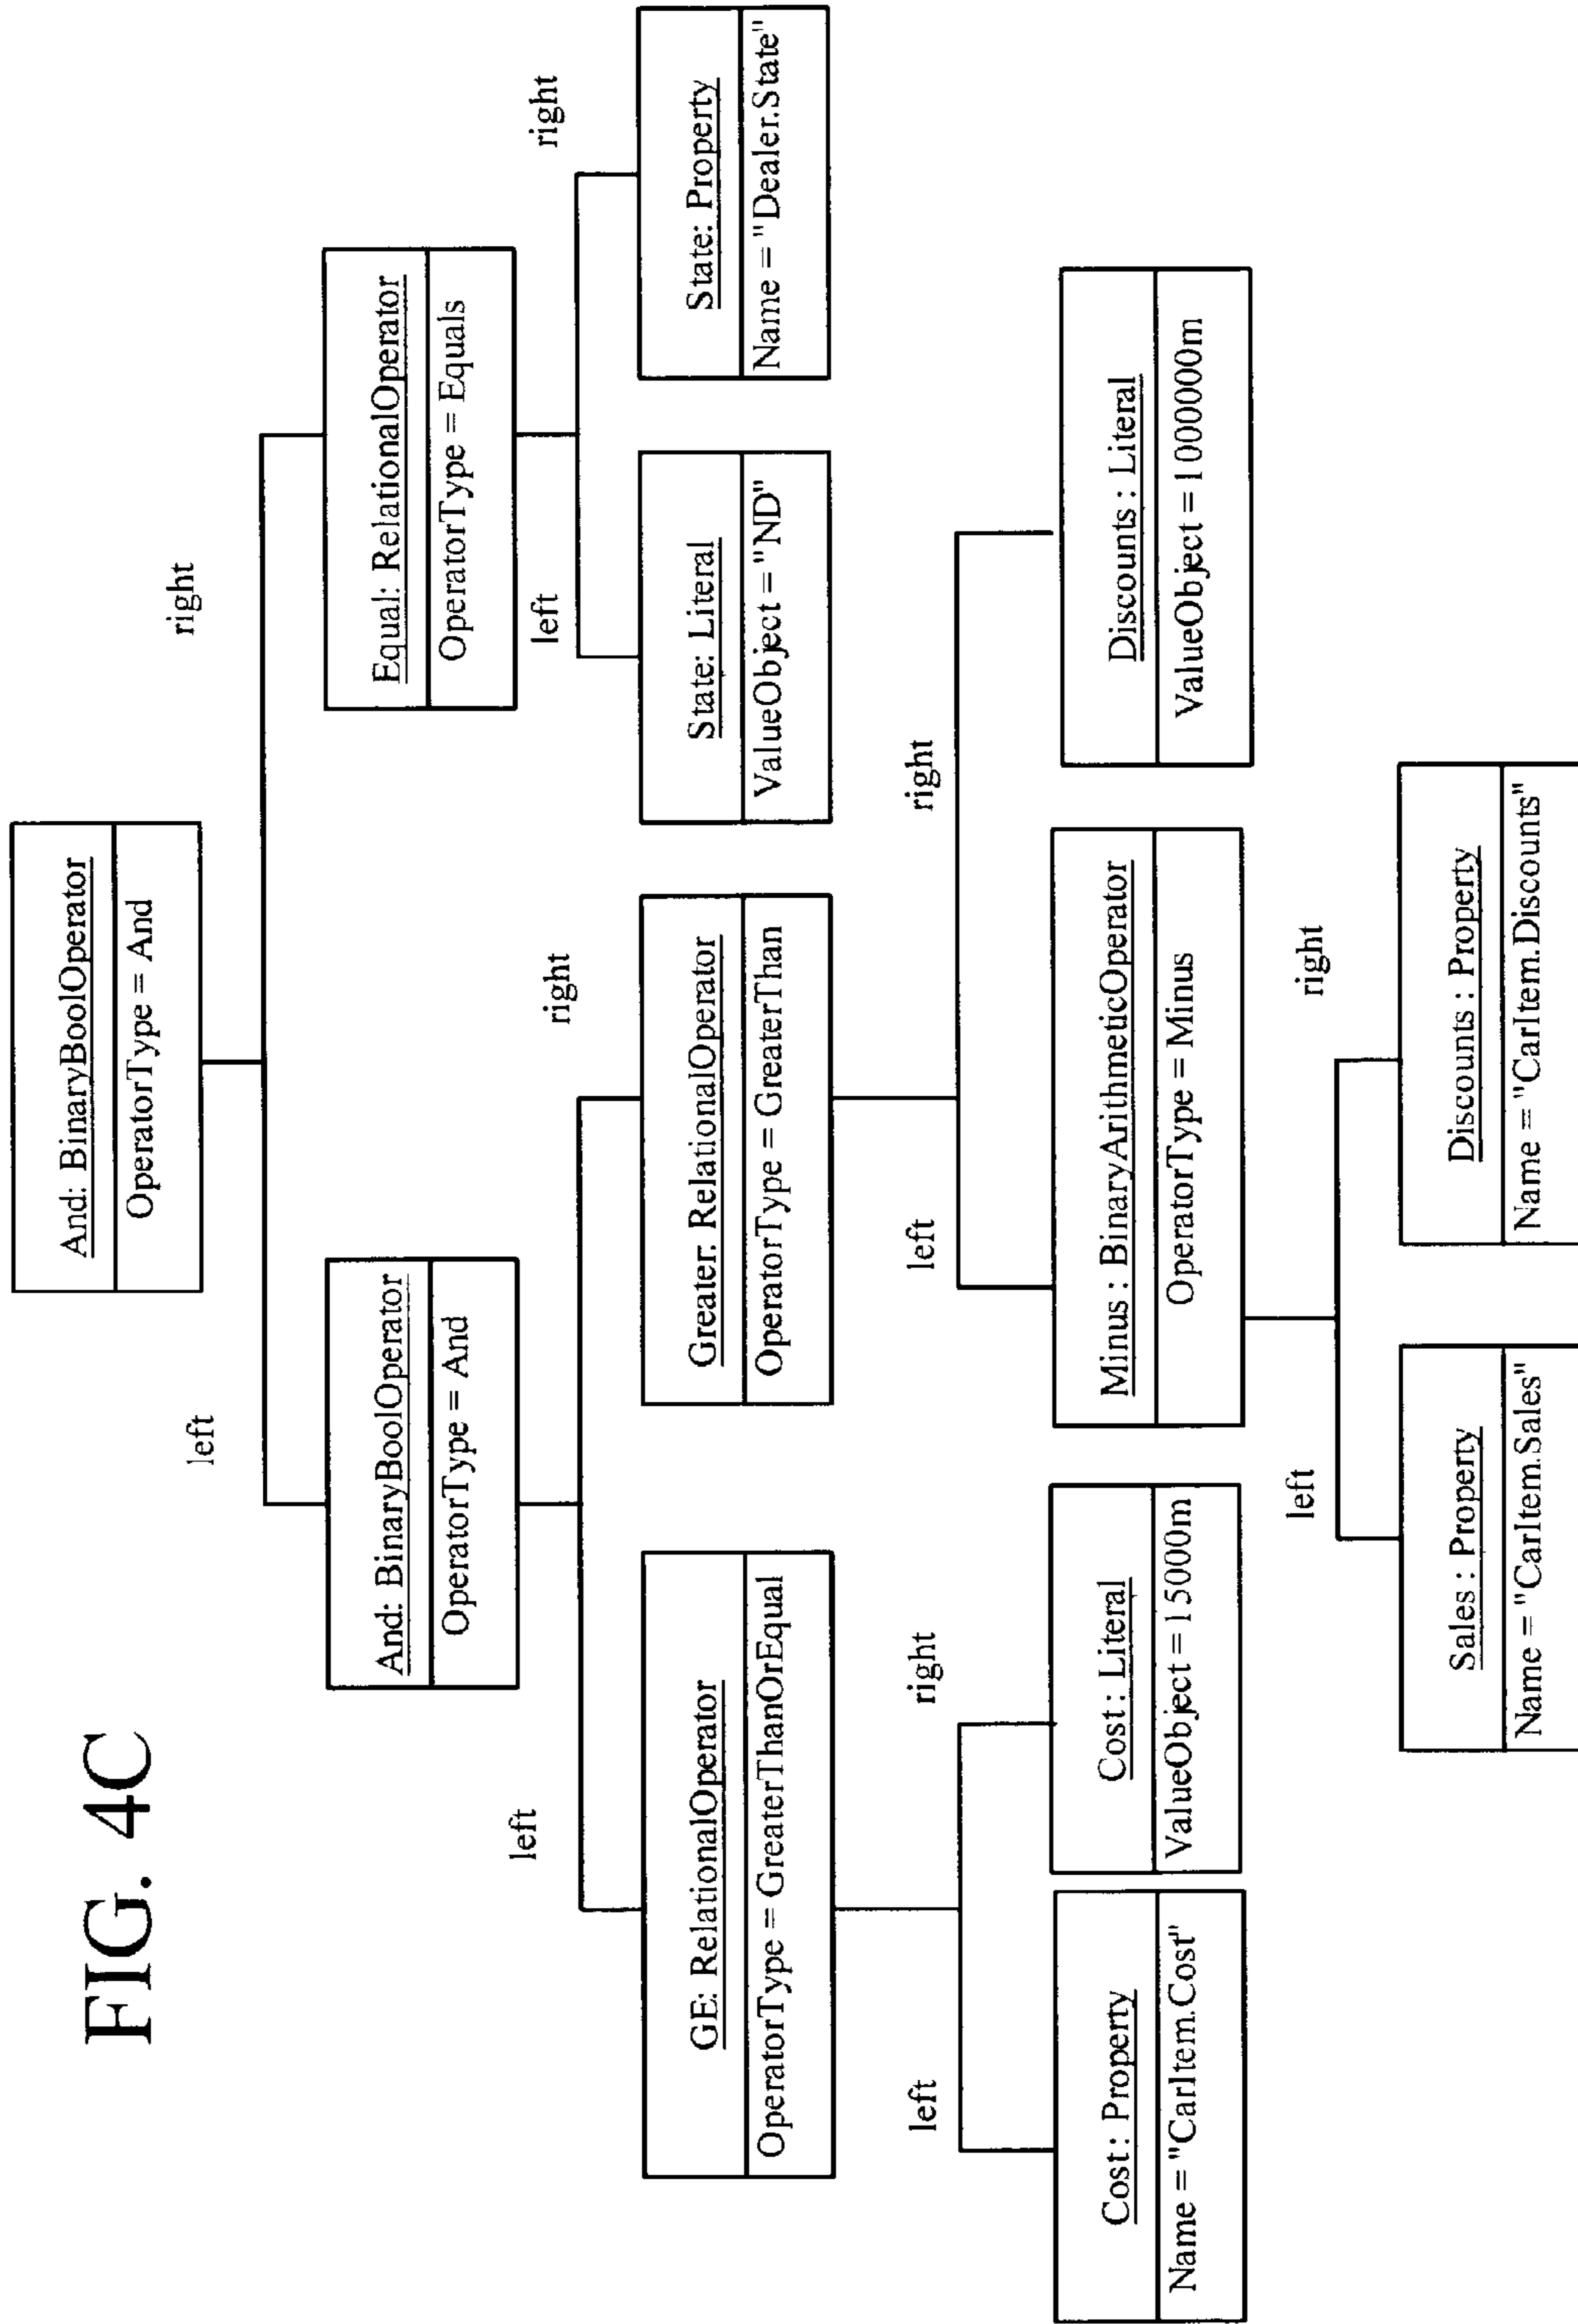 FIG. 4C
And: BinaryBoolOperator
OperatorType = And
left
right
And: BinaryBoolOperator
OperatorType = And
Equal: RelationalOperator
OperatorType = Equals
left
right
left
right
GE: RelationalOperator
OperatorType = GreaterThanOrEqual
Greater: RelationalOperator
OperatorType = GreaterThan
State: Literal
ValueObject = "ND"
State: Property
Name = "Dealer.State"
left
right
left
right
Cost : Property
Name = "CarItem.Cost"
Cost : Literal
ValueObject = 15000m
Minus : BinaryArithmeticOperator
OperatorType = Minus
Discounts : Literal
ValueObject = 1000000m
left
right
Sales : Property
Name = "CarItem.Sales"
Discounts : Property
Name = "CarItem.Discounts"